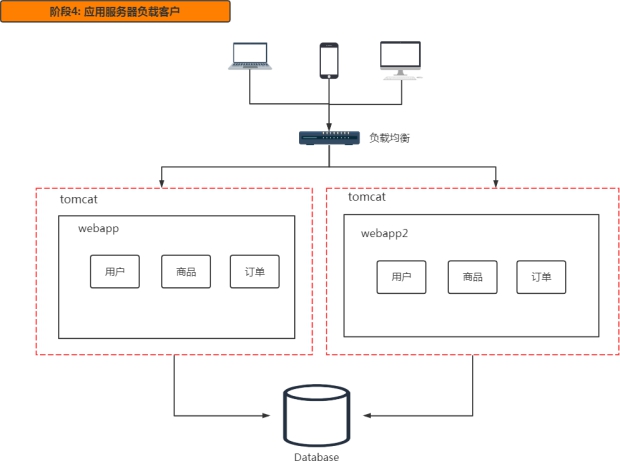 阶段4: 应用服务器负载客户
负载均衡
tomcat
webapp
用户
商品
订单
tomcat
webapp2
用户
商品
订单
Database